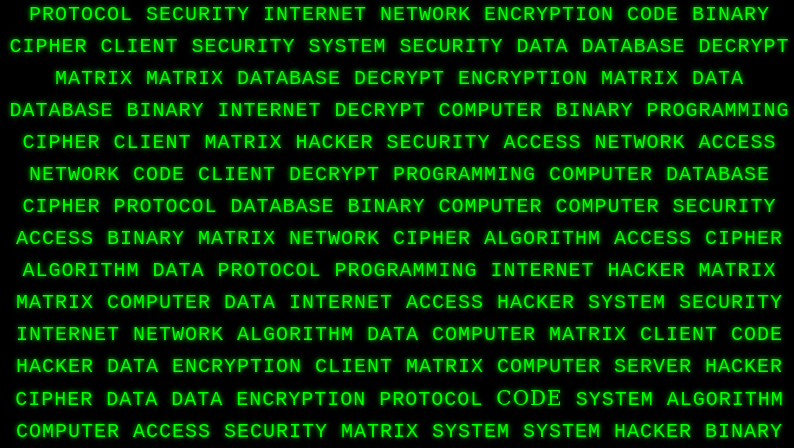 PROTOCOL SECURITY INTERNET NETWORK ENCRYPTION CODE BINARY
CIPHER CLIENT SECURITY SYSTEM SECURITY DATA DATABASE DECRYPT
MATRIX MATRIX DATABASE DECRYPT ENCRYPTION MATRIX DATA
DATABASE BINARY INTERNET DECRYPT COMPUTER BINARY PROGRAMMING
CIPHER CLIENT MATRIX HACKER SECURITY ACCESS NETWORK ACCESS
NETWORK CODE CLIENT DECRYPT PROGRAMMING COMPUTER DATABASE
CIPHER PROTOCOL DATABASE BINARY COMPUTER COMPUTER SECURITY
ACCESS BINARY MATRIX NETWORK CIPHER ALGORITHM ACCESS CIPHER
ALGORITHM DATA PROTOCOL PROGRAMMING INTERNET HACKER MATRIX
MATRIX COMPUTER DATA INTERNET ACCESS HACKER SYSTEM SECURITY
INTERNET NETWORK ALGORITHM DATA COMPUTER MATRIX CLIENT CODE
HACKER DATA ENCRYPTION CLIENT MATRIX COMPUTER SERVER HACKER
CIPHER DATA DATA ENCRYPTION PROTOCOL CODE SYSTEM ALGORITHM
COMPUTER ACCESS SECURITY MATRIX SYSTEM SYSTEM HACKER BINARY